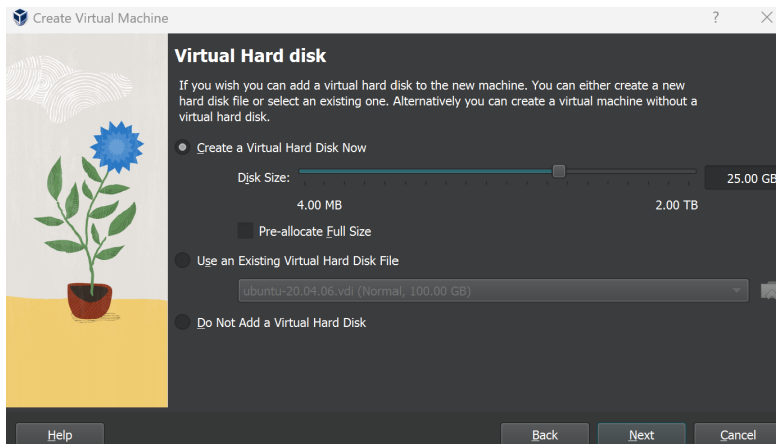 Create Virtual Machine
?
Virtual Hard disk
If you wish you can add a virtual hard disk to the new machine. You can either create a new
hard disk file or select an existing one. Alternatively you can create a virtual machine without a
virtual hard disk.
Create a Virtual Hard Disk Now
Disk Size:
25.00 GB
4.00 MB 2.00 TB
Pre-allocate Full Size
Use an Existing Virtual Hard Disk File
ubuntu-20.04.06.vdi (Normal, 100.00 GB)
Do Not Add a Virtual Hard Disk
Help Back Next Cancel